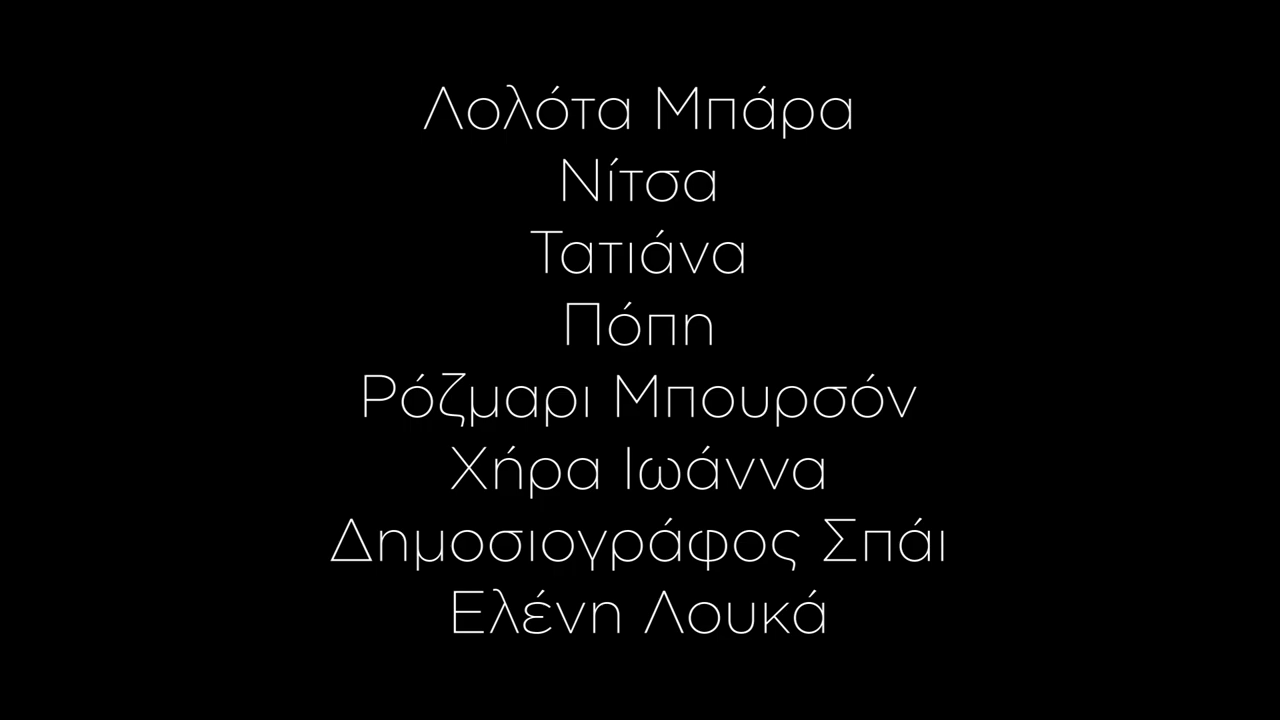 Λολότα Μπάρα
Νίτσα
Τατιάνα
Πόπη
Ρόζμαρι Μπουρσόν
Χήρα Ιωάννα
Δημοσιογράφος Σπάι
Ελένη Λουκά